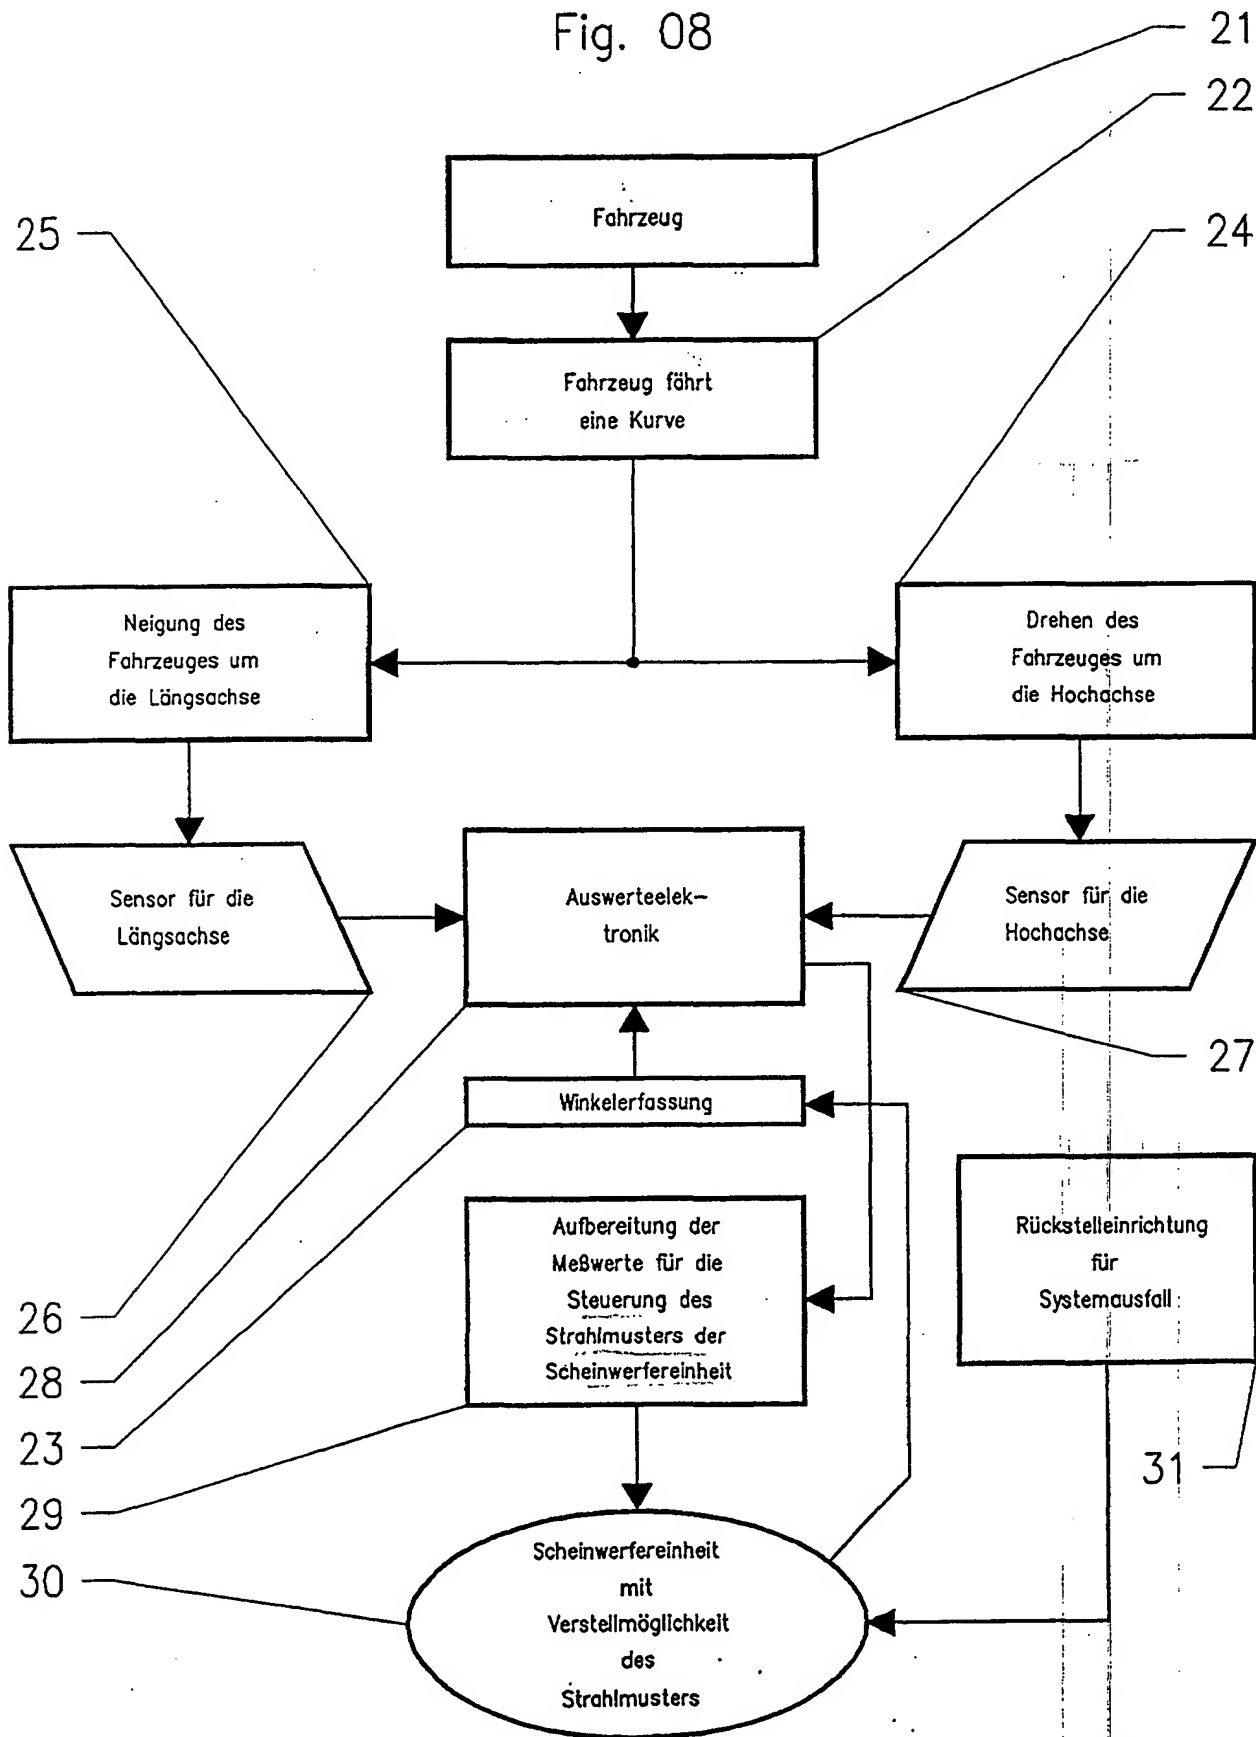 Fig. 08
21
22
Fahrzeug
25
24
Fahrzeug fährt
eine Kurve
Neigung des
Fahrzeuges um
die Längsachse
Drehen des
Fahrzeuges um
die Hochachse
Sensor für die
Längsachse
Auswerteelek-
tronik
Sensor für die
Hochachse
27
Winkelerfassung
Aufbereitung der
Meßwerte für die
Steuerung des
Strahlmusters der
Scheinwerfereinheit
Rückstelleinrichtung
für
Systemausfall
26
28
23
29
30
31
Scheinwerfereinheit
mit
Verstellmöglichkeit
des
Strahlmusters